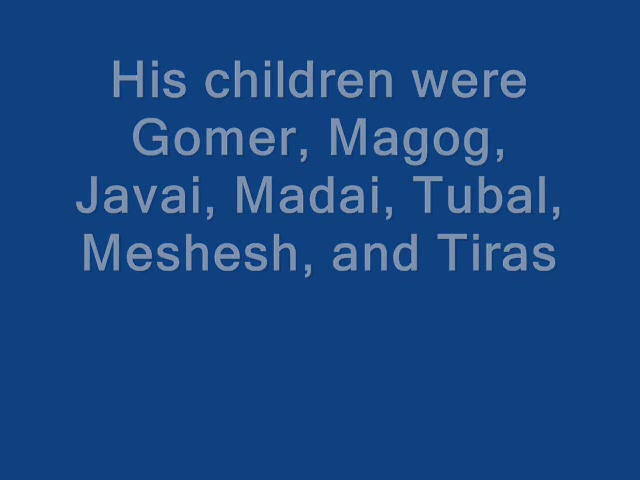 His children were
Gomer, Magog,
Javai, Madai, Tubal,
Meshesh, and Tiras